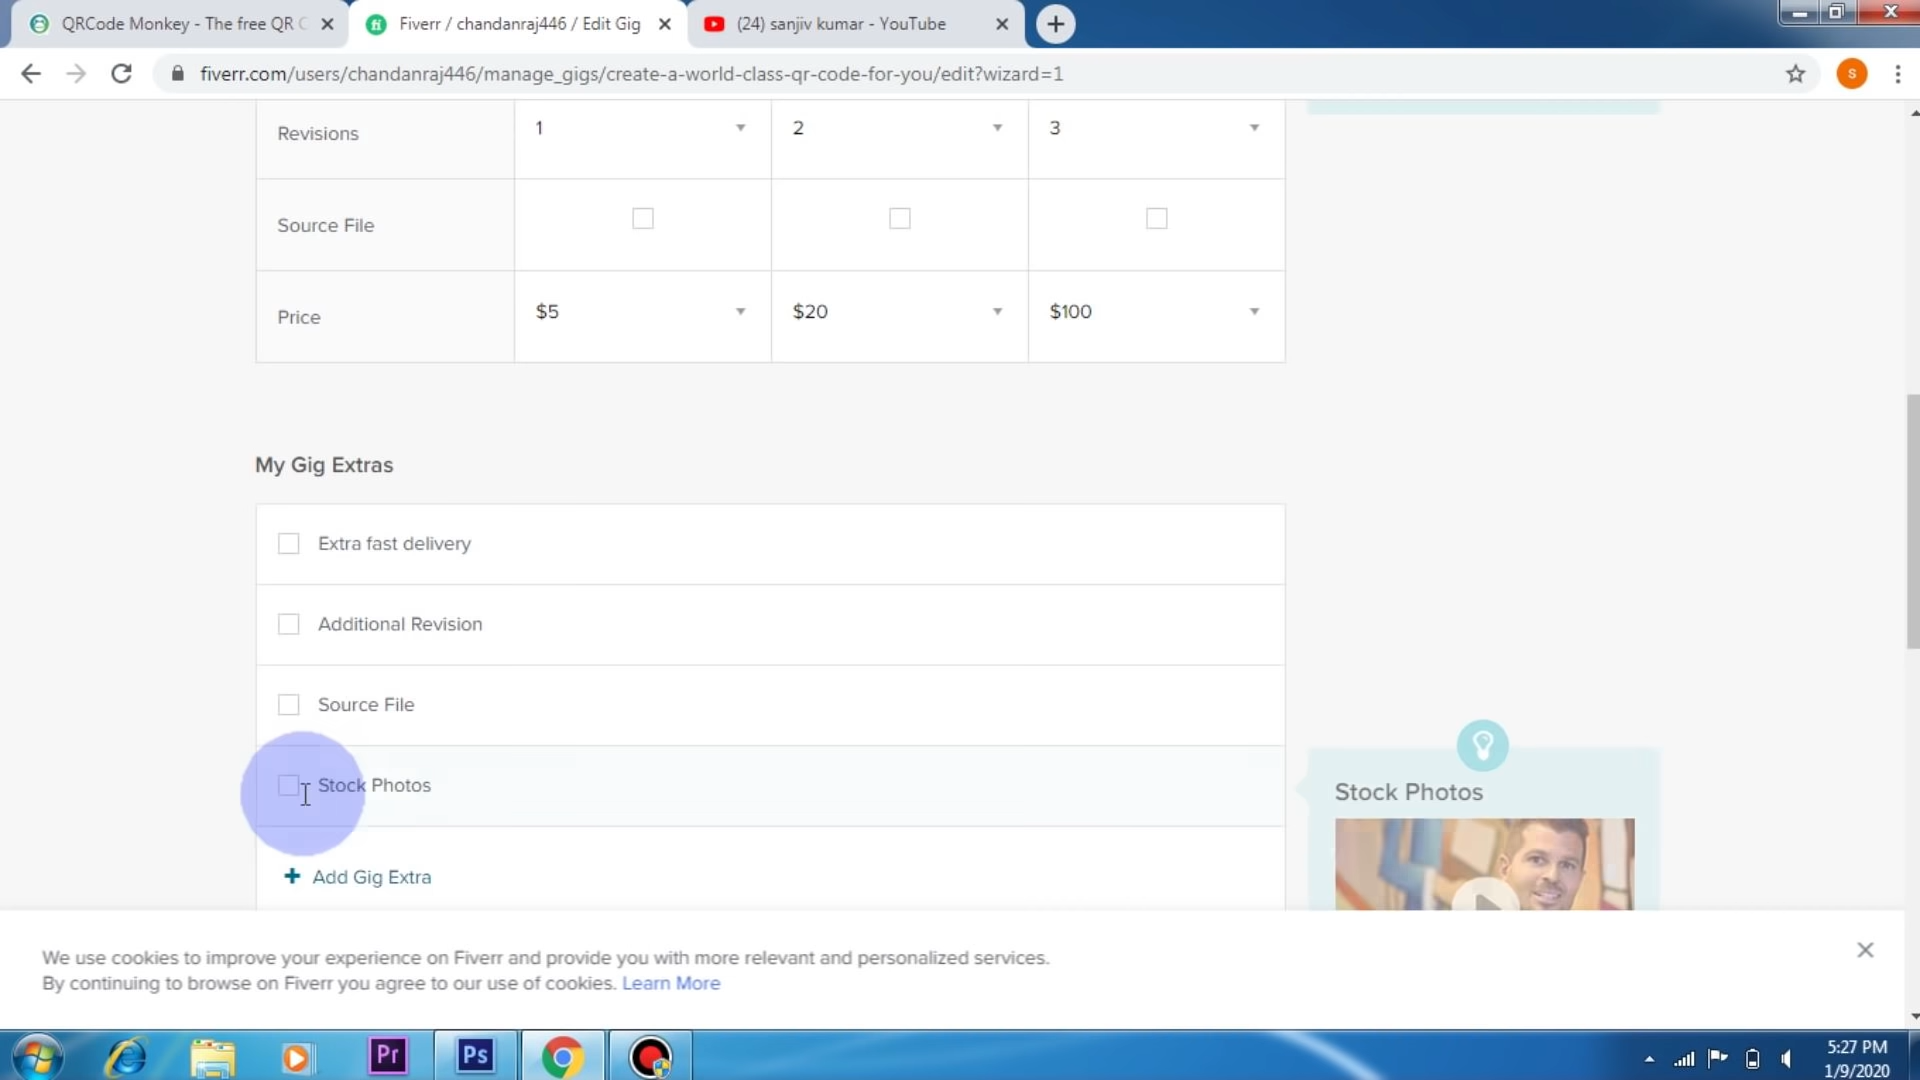 QRCode Monkey - The free QR C
Fiverr / chandanraj446 / Edit Gig
(24) sanjiv kumar - YouTube
fiverr.com/users/chandanraj446/manage_gigs/create-a-world-class-qr-code-for-you/edit?wizard=1
s
Revisions 1 2 3
Source File
Price $5 $20 $100
My Gig Extras
Extra fast delivery
Additional Revision
Source File
Stock Photos
Stock Photos
+ Add Gig Extra
We use cookies to improve your experience on Fiverr and provide you with more relevant and personalized services.
By continuing to browse on Fiverr you agree to our use of cookies. Learn More
Pr
Ps
5:27 PM
1/9/2020